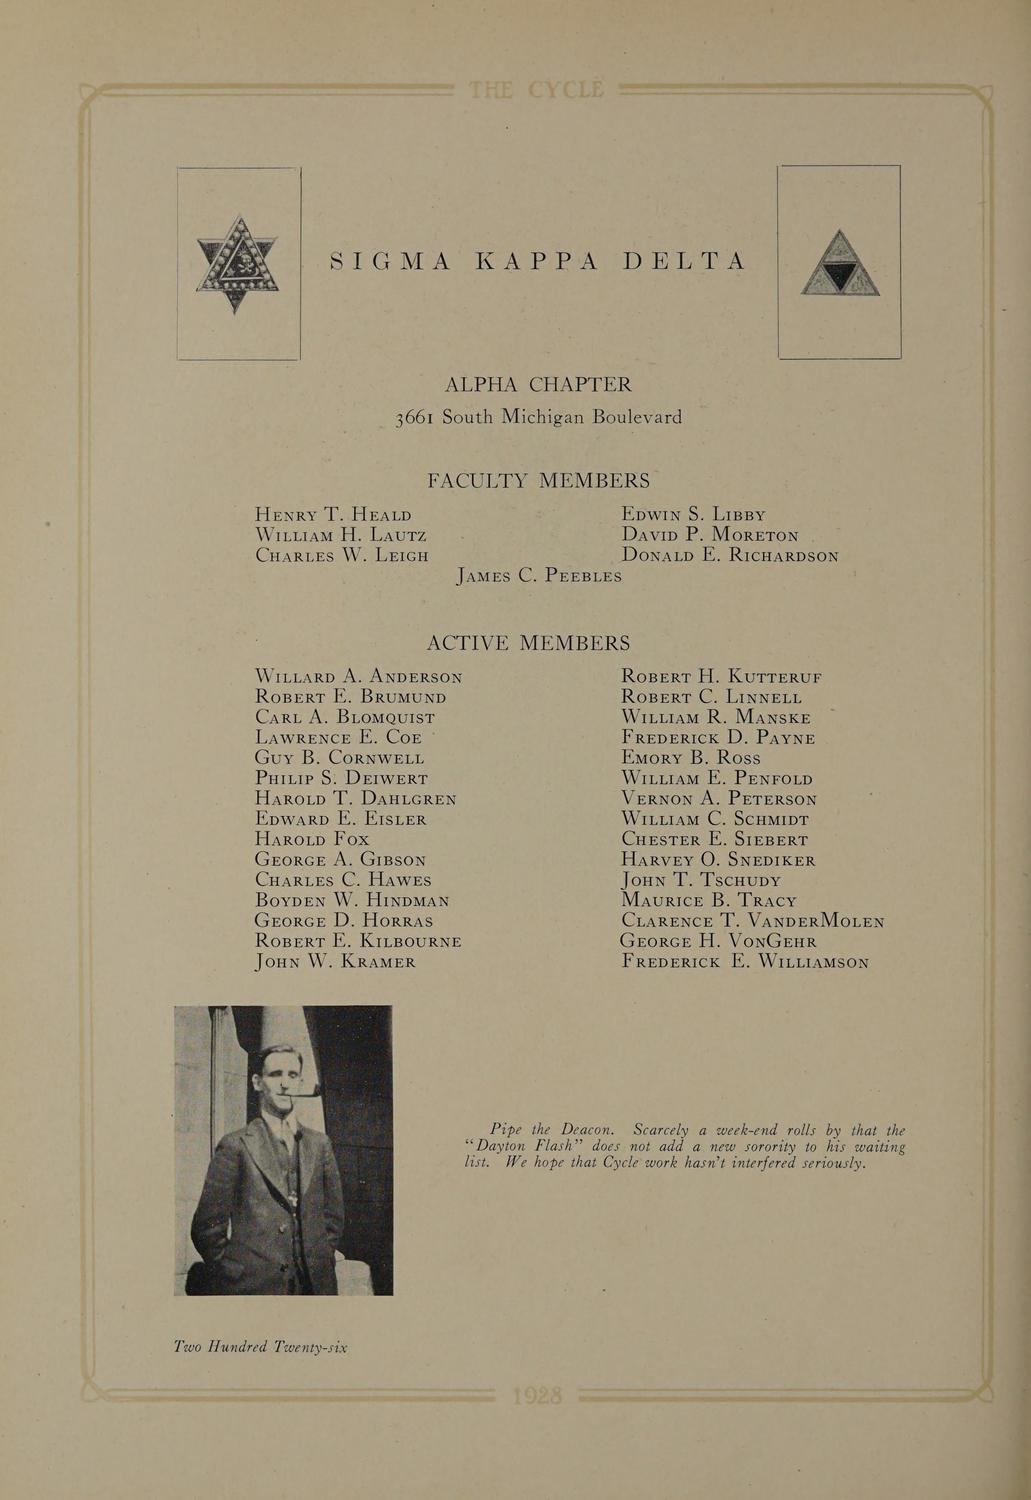 THE CYCLE
SIGMA KAPPA DELTA
ALPHA CHAPTER
3661 South Michigan Boulevard
FACULTY MEMBERS
Henry T. Heald
William H. Lautz
Charles W. Leigh
Edwin S. Libby
David P. Moreton
Donald E. Richardson
James C. Peebles
ACTIVE MEMBERS
Willard A. Anderson
Robert E. Brumund
Carl A. Blomquist
Lawrence E. Coe
Guy B. Cornwell
Philip S. Deiwert
Harold T. Dahlgren
Edward E. Eisler
Harold Fox
George A. Gibson
Charles C. Hawes
Boyden W. Hindman
George D. Horras
Robert E. Kilbourne
John W. Kramer
Robert H. Kutteruf
Robert C. Linnell
William R. Manske
Frederick D. Payne
Emory B. Ross
William E. Penfold
Vernon A. Peterson
William C. Schmidt
Chester E. Siebert
Harvey O. Snediker
John T. Tschudy
Maurice B. Tracy
Clarence T. VanderMolen
George H. VonGehr
Frederick E. Williamson
Pipe the Deacon. Scarcely a week-end rolls by that the
"Dayton Flash" does not add a new sorority to his waiting
list. We hope that Cycle work hasn't interfered seriously.
Two Hundred Twenty-six
1928